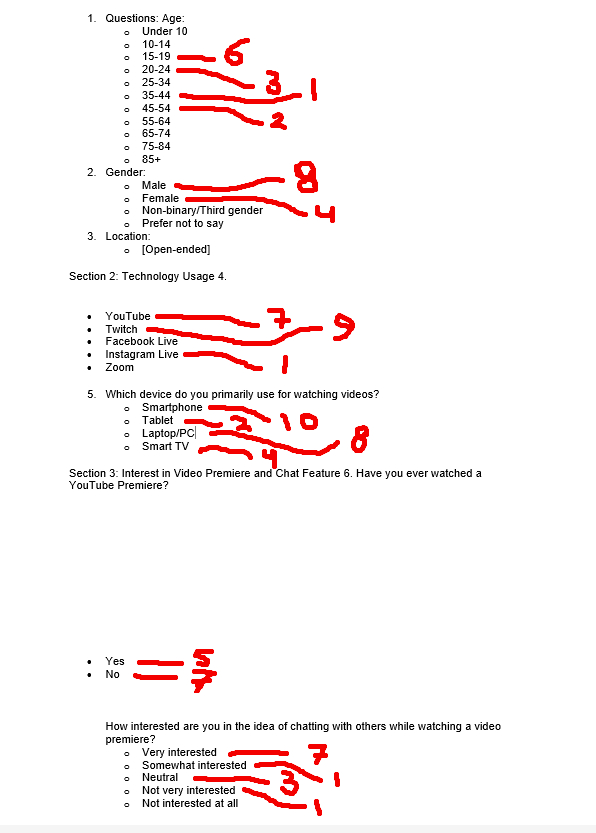 1. Questions: Age:
o Under 10
o 10-14
o 15-19 6
o 20-24 3
o 25-34
o 35-44 1
o 45-54 2
o 55-64
o 65-74
o 75-84
o 85+
2. Gender:
o Male 8
o Female 4
o Non-binary/Third gender
o Prefer not to say
3. Location:
o [Open-ended]
Section 2: Technology Usage 4.
• YouTube 7
• Twitch 9
• Facebook Live
• Instagram Live 1
• Zoom
5. Which device do you primarily use for watching videos?
o Smartphone 10
o Tablet 2
o Laptop/PC 8
o Smart TV 4
Section 3: Interest in Video Premiere and Chat Feature 6. Have you ever watched a
YouTube Premiere?
• Yes 5
• No 7
How interested are you in the idea of chatting with others while watching a video
premiere?
o Very interested 7
o Somewhat interested 1
o Neutral 3
o Not very interested 1
o Not interested at all